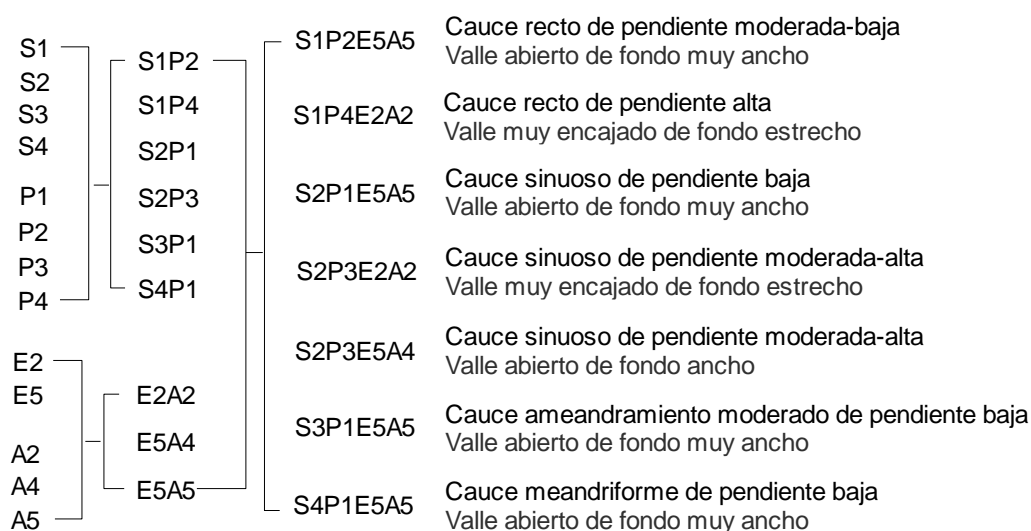 S1
S2
S3
S4
P1
P2
P3
P4
E2
E5
A2
A4
A5
S1P2
S1P4
S2P1
S2P3
S3P1
S4P1
E2A2
E5A4
E5A5
S1P2E5A5
Cauce recto de pendiente moderada-baja
Valle abierto de fondo muy ancho
S1P4E2A2
Cauce recto de pendiente alta
Valle muy encajado de fondo estrecho
S2P1E5A5
Cauce sinuoso de pendiente baja
Valle abierto de fondo muy ancho
S2P3E2A2
Cauce sinuoso de pendiente moderada-alta
Valle muy encajado de fondo estrecho
S2P3E5A4
Cauce sinuoso de pendiente moderada-alta
Valle abierto de fondo ancho
S3P1E5A5
Cauce ameandramiento moderado de pendiente baja
Valle abierto de fondo muy ancho
S4P1E5A5
Cauce meandriforme de pendiente baja
Valle abierto de fondo muy ancho